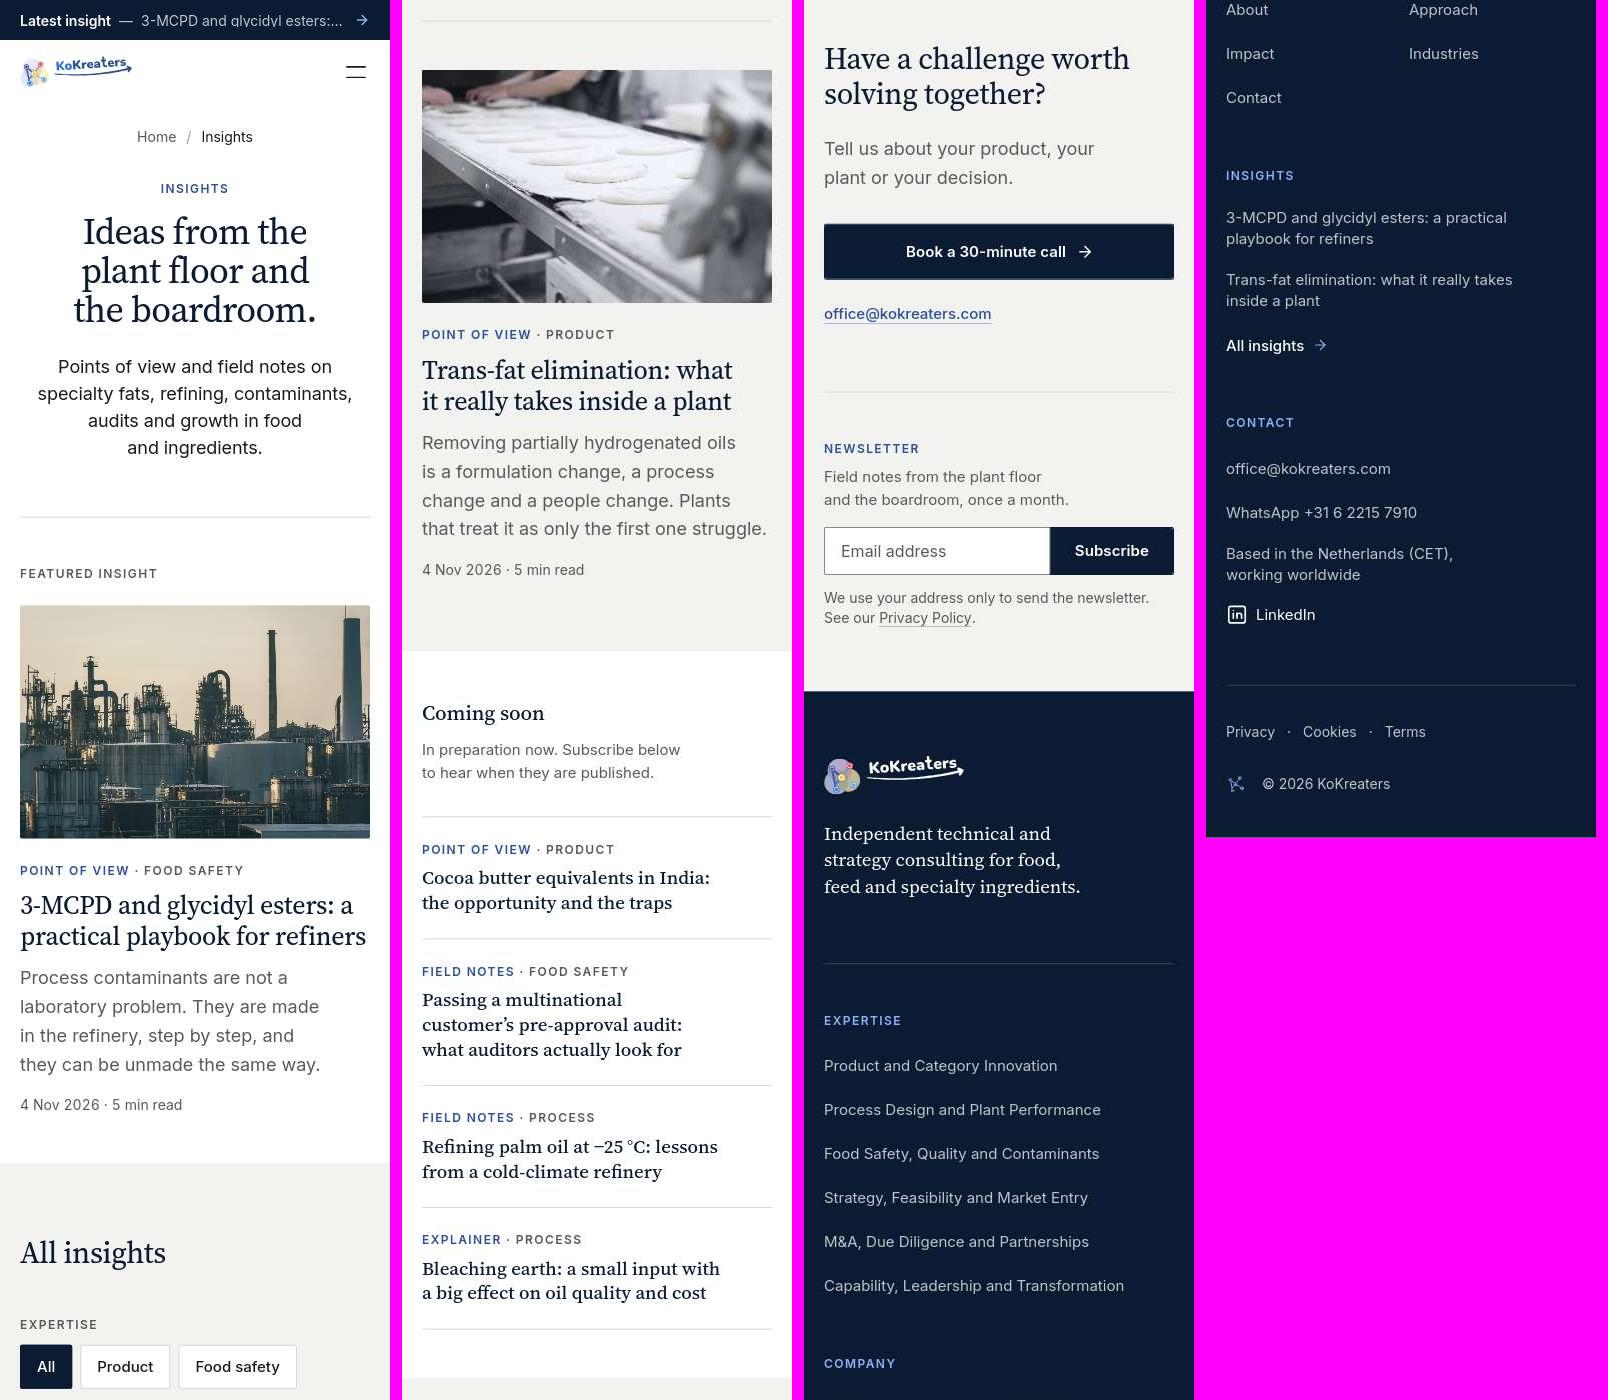 Latest insight — 3-MCPD and glycidyl esters:...
KoKreaters
Home / Insights
INSIGHTS
Ideas from the
plant floor and
the boardroom.
Points of view and field notes on
specialty fats, refining, contaminants,
audits and growth in food
and ingredients.
FEATURED INSIGHT
POINT OF VIEW · FOOD SAFETY
3-MCPD and glycidyl esters: a
practical playbook for refiners
Process contaminants are not a
laboratory problem. They are made
in the refinery, step by step, and
they can be unmade the same way.
4 Nov 2026 · 5 min read
All insights
EXPERTISE
All
Product
Food safety
POINT OF VIEW · PRODUCT
Trans-fat elimination: what
it really takes inside a plant
Removing partially hydrogenated oils
is a formulation change, a process
change and a people change. Plants
that treat it as only the first one struggle.
4 Nov 2026 · 5 min read
Coming soon
In preparation now. Subscribe below
to hear when they are published.
POINT OF VIEW · PRODUCT
Cocoa butter equivalents in India:
the opportunity and the traps
FIELD NOTES · FOOD SAFETY
Passing a multinational
customer’s pre-approval audit:
what auditors actually look for
FIELD NOTES · PROCESS
Refining palm oil at −25 °C: lessons
from a cold-climate refinery
EXPLAINER · PROCESS
Bleaching earth: a small input with
a big effect on oil quality and cost
Have a challenge worth
solving together?
Tell us about your product, your
plant or your decision.
Book a 30-minute call
office@kokreaters.com
NEWSLETTER
Field notes from the plant floor
and the boardroom, once a month.
Email address
Subscribe
We use your address only to send the newsletter.
See our Privacy Policy.
KoKreaters
Independent technical and
strategy consulting for food,
feed and specialty ingredients.
EXPERTISE
Product and Category Innovation
Process Design and Plant Performance
Food Safety, Quality and Contaminants
Strategy, Feasibility and Market Entry
M&A, Due Diligence and Partnerships
Capability, Leadership and Transformation
COMPANY
About
Approach
Impact
Industries
Contact
INSIGHTS
3-MCPD and glycidyl esters: a practical
playbook for refiners
Trans-fat elimination: what it really takes
inside a plant
All insights
CONTACT
office@kokreaters.com
WhatsApp +31 6 2215 7910
Based in the Netherlands (CET),
working worldwide
LinkedIn
Privacy · Cookies · Terms
© 2026 KoKreaters